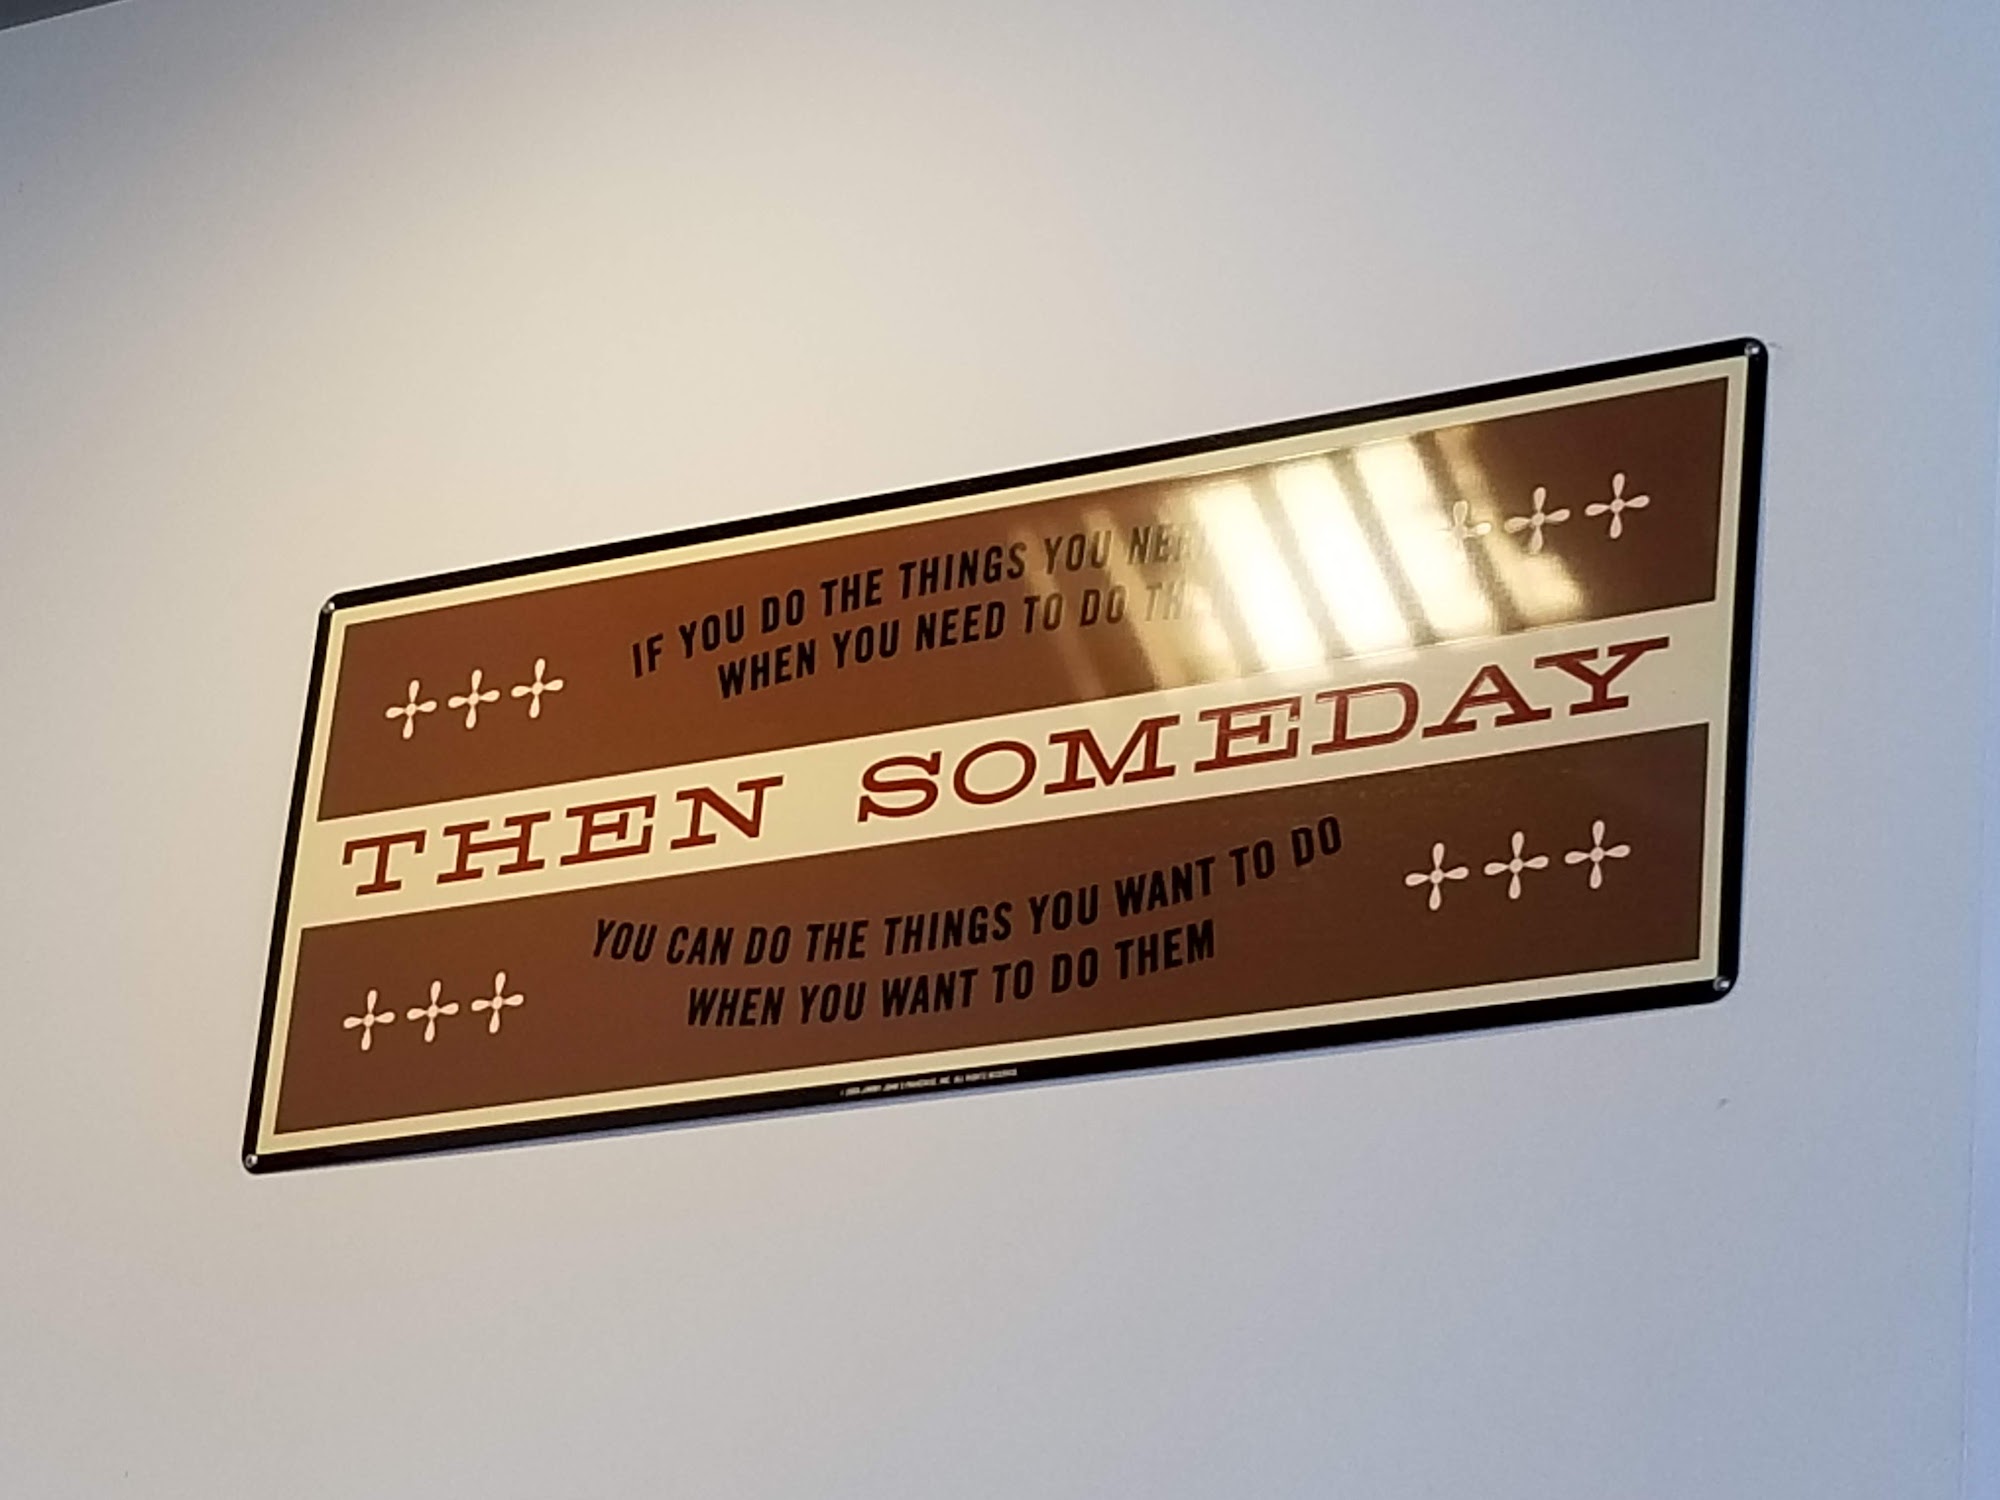 IF YOU DO THE THINGS YOU
WHEN YOU NEED TO DO
THEN SOMEDAY
YOU CAN DO THE THINGS YOU WANT TO DO
WHEN YOU WANT TO DO THEM